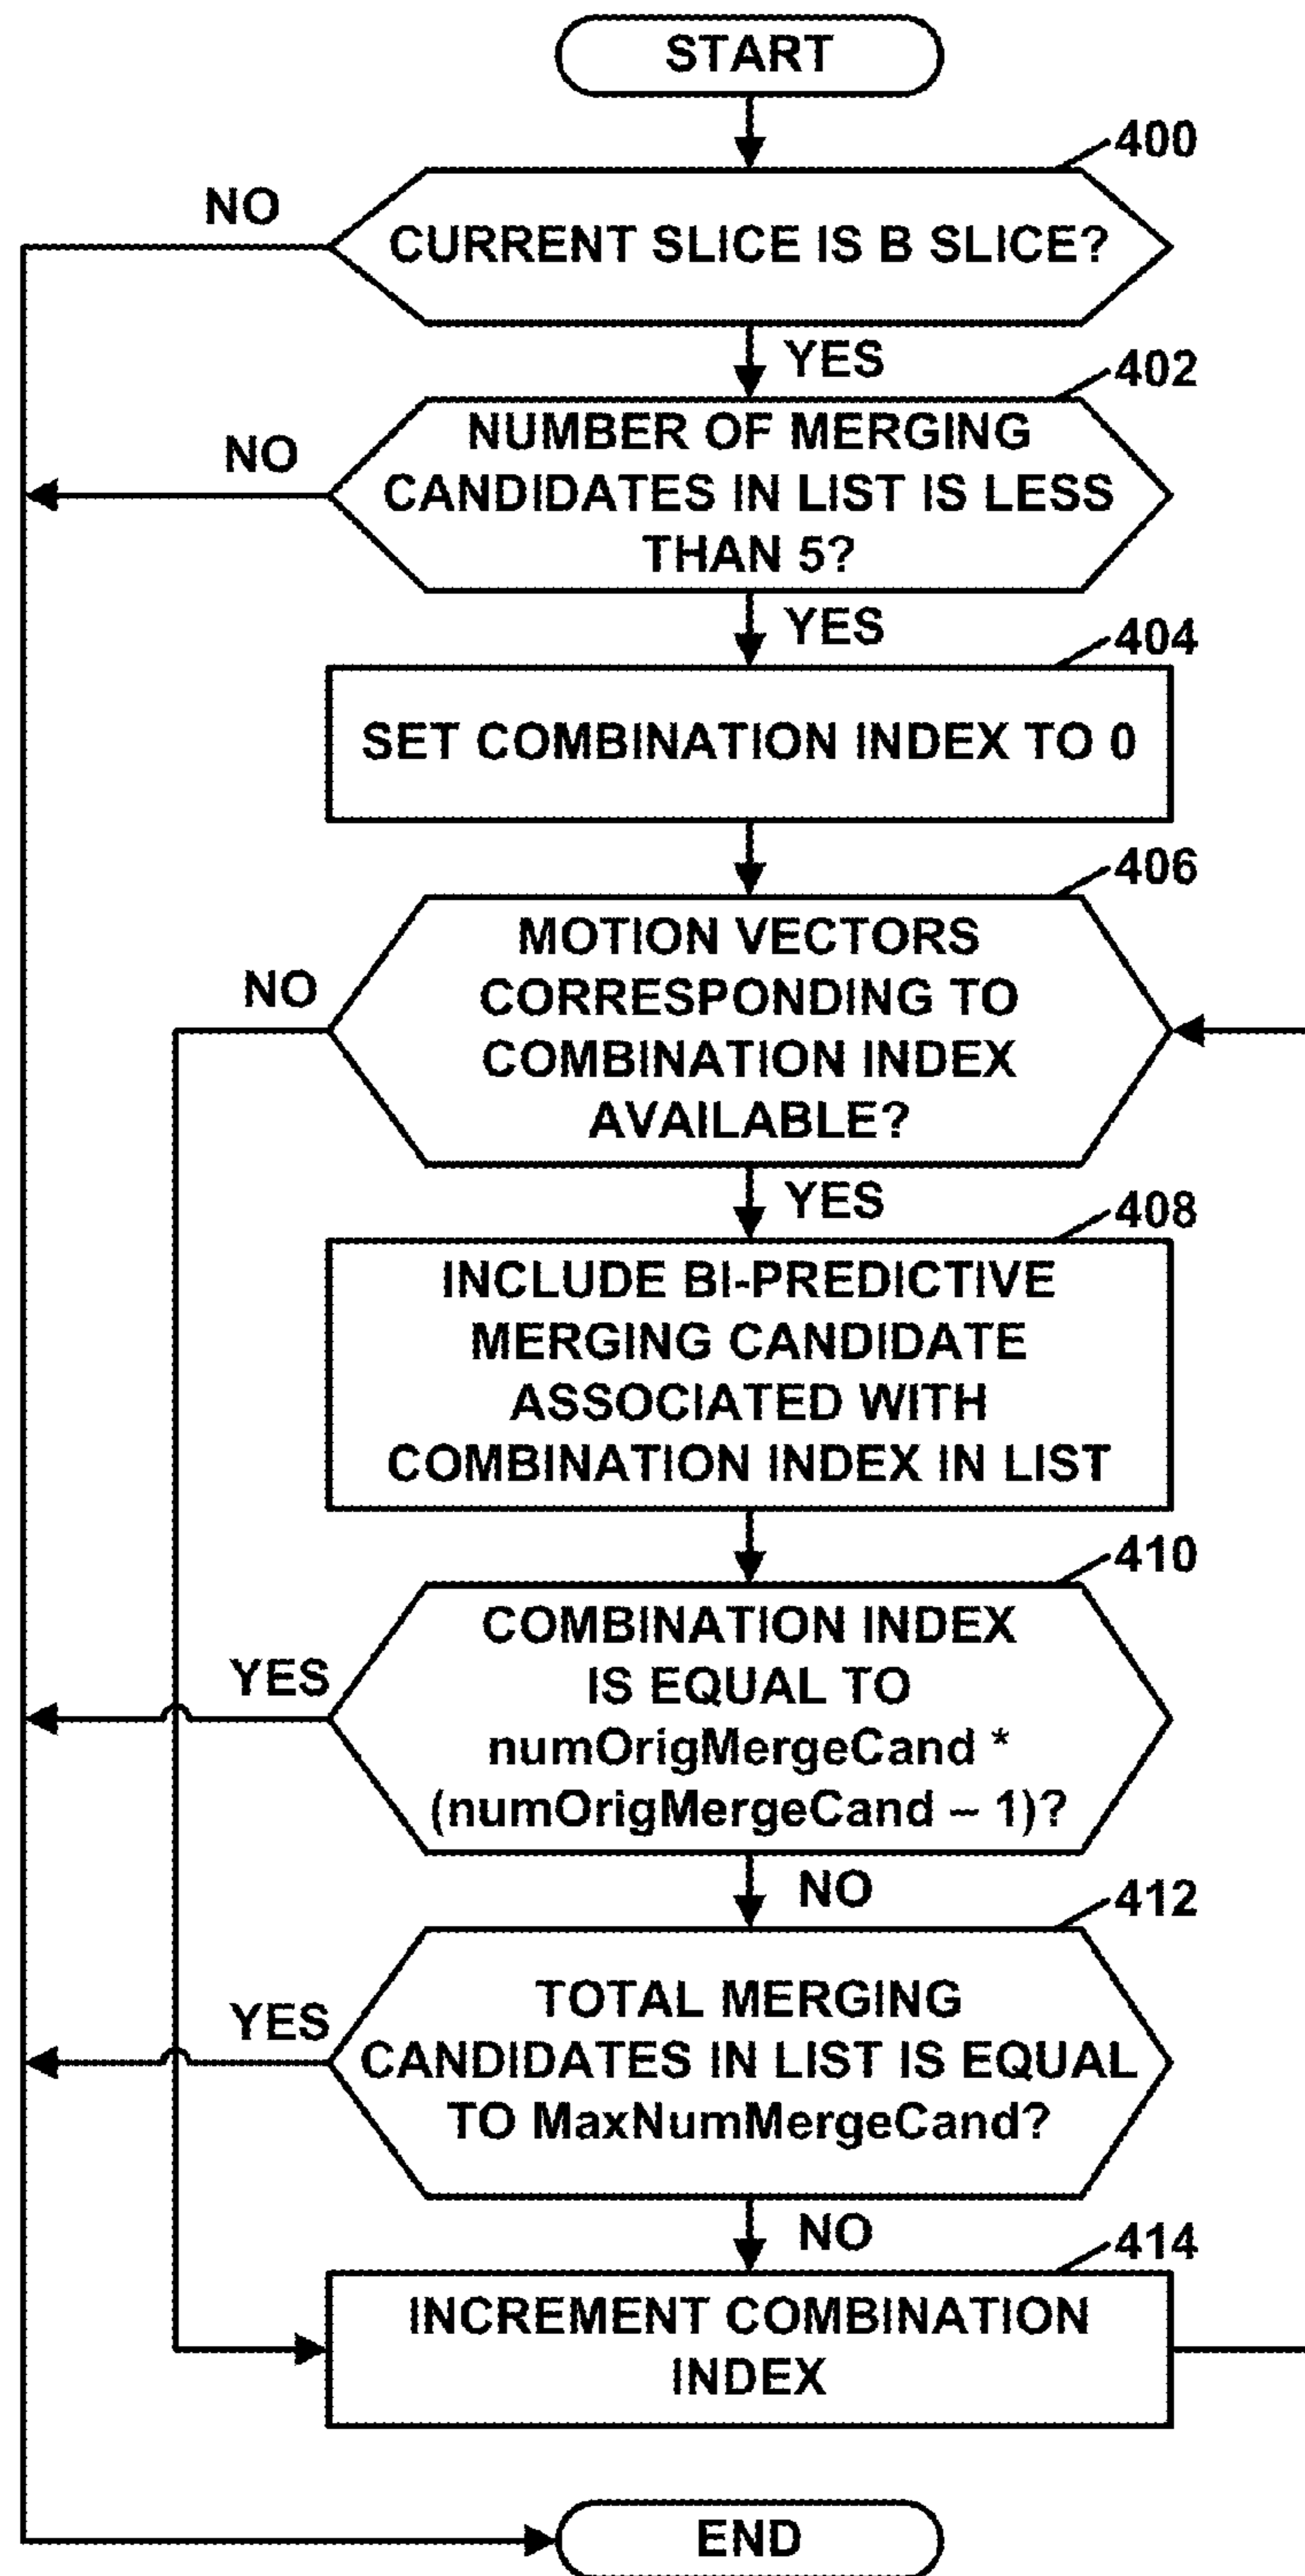 START
400
NO
CURRENT SLICE IS B SLICE?
YES
402
NO
NUMBER OF MERGING
CANDIDATES IN LIST IS LESS
THAN 5?
YES
404
SET COMBINATION INDEX TO 0
406
NO
MOTION VECTORS
CORRESPONDING TO
COMBINATION INDEX
AVAILABLE?
YES
408
INCLUDE BI-PREDICTIVE
MERGING CANDIDATE
ASSOCIATED WITH
COMBINATION INDEX IN LIST
410
YES
COMBINATION INDEX
IS EQUAL TO
numOrigMergeCand *
(numOrigMergeCand – 1)?
NO
412
YES
TOTAL MERGING
CANDIDATES IN LIST IS EQUAL
TO MaxNumMergeCand?
NO
414
INCREMENT COMBINATION
INDEX
END